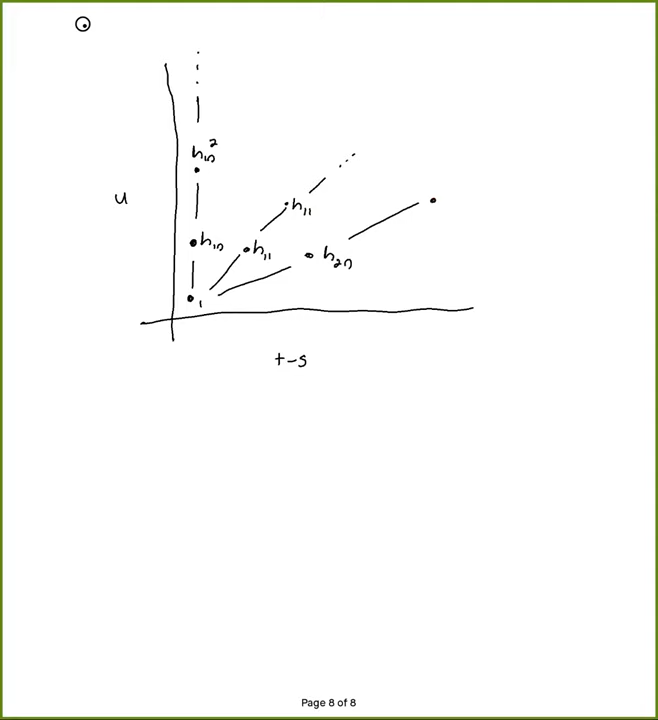 h₁₀²
h₁₁
u
h₁₀
h₁₁
h₂₀
1
t-s
Page 8 of 8